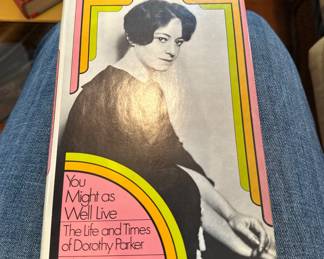 You
Might as
Well Live
The Life and Times
of Dorothy Parker